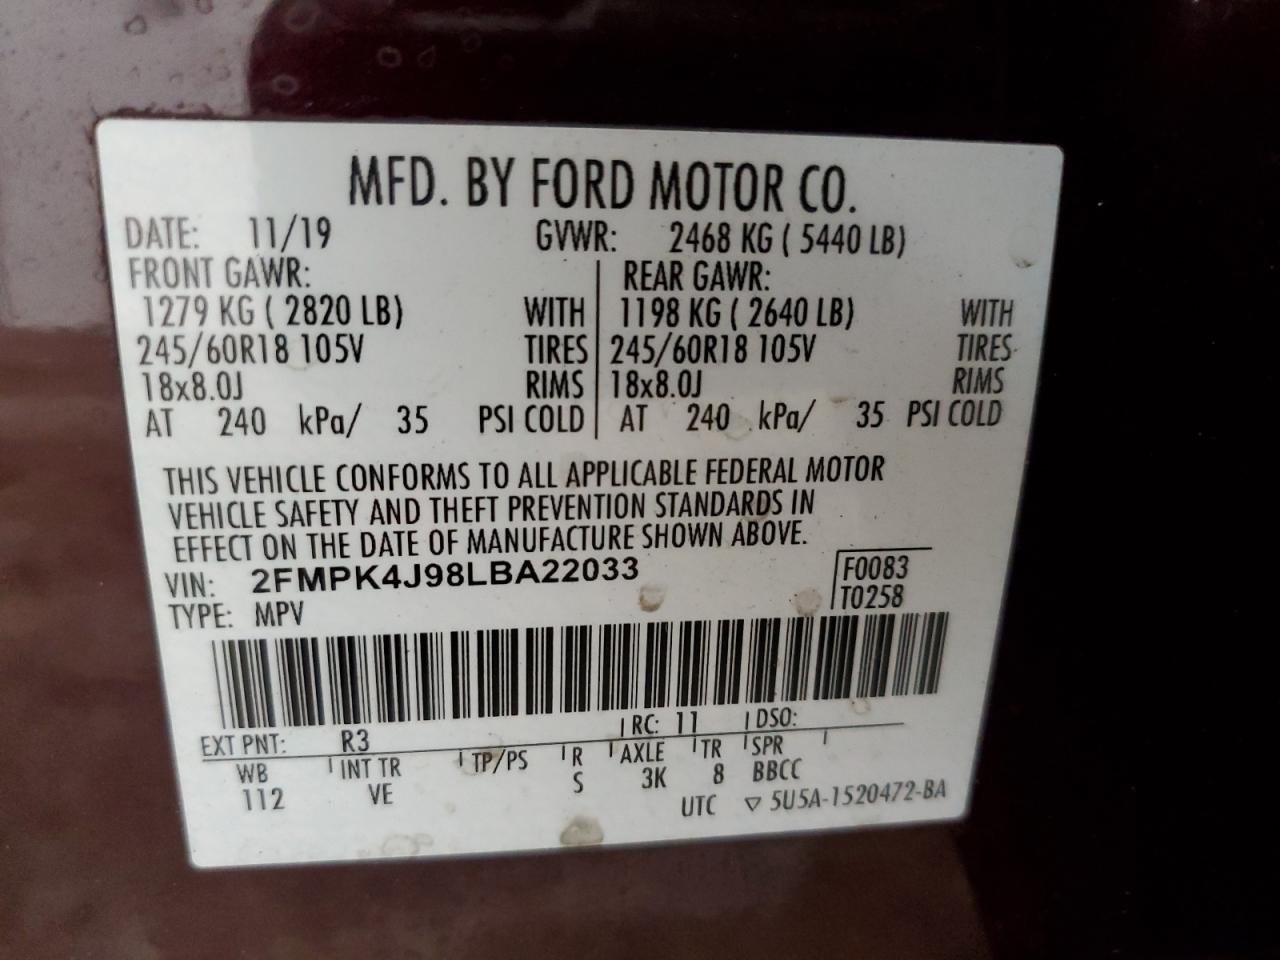 MFD. BY FORD MOTOR CO.
DATE: 11/19 GVWR: 2468 KG ( 5440 LB)
FRONT GAWR: REAR GAWR:
1279 KG ( 2820 LB) WITH 1198 KG ( 2640 LB) WITH
245/60R18 105V TIRES 245/60R18 105V TIRES
18x8.0J RIMS 18x8.0J RIMS
AT 240 kPa/ 35 PSI COLD AT 240 kPa/ 35 PSI COLD
THIS VEHICLE CONFORMS TO ALL APPLICABLE FEDERAL MOTOR
VEHICLE SAFETY AND THEFT PREVENTION STANDARDS IN
EFFECT ON THE DATE OF MANUFACTURE SHOWN ABOVE.
VIN: 2FMPK4J98LBA22033 F0083
TYPE: MPV T0258
EXT PNT: R3 RC: 11 DSO:
WB INT TR TP/PS R AXLE TR SPR
112 VE S 3K 8 BBCC
UTC ▽ 5U5A-1520472-BA